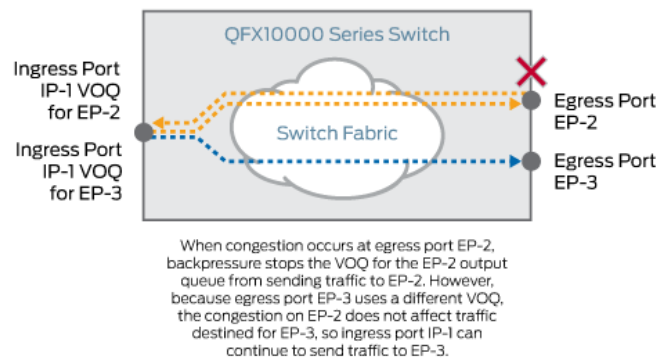 QFX10000 Series Switch
Ingress Port
IP-1 VOQ
for EP-2
Ingress Port
IP-1 VOQ
for EP-3
Switch Fabric
Egress Port
EP-2
Egress Port
EP-3
When congestion occurs at egress port EP-2,
backpressure stops the VOQ for the EP-2 output
queue from sending traffic to EP-2. However,
because egress port EP-3 uses a different VOQ,
the congestion on EP-2 does not affect traffic
destined for EP-3, so ingress port IP-1 can
continue to send traffic to EP-3.